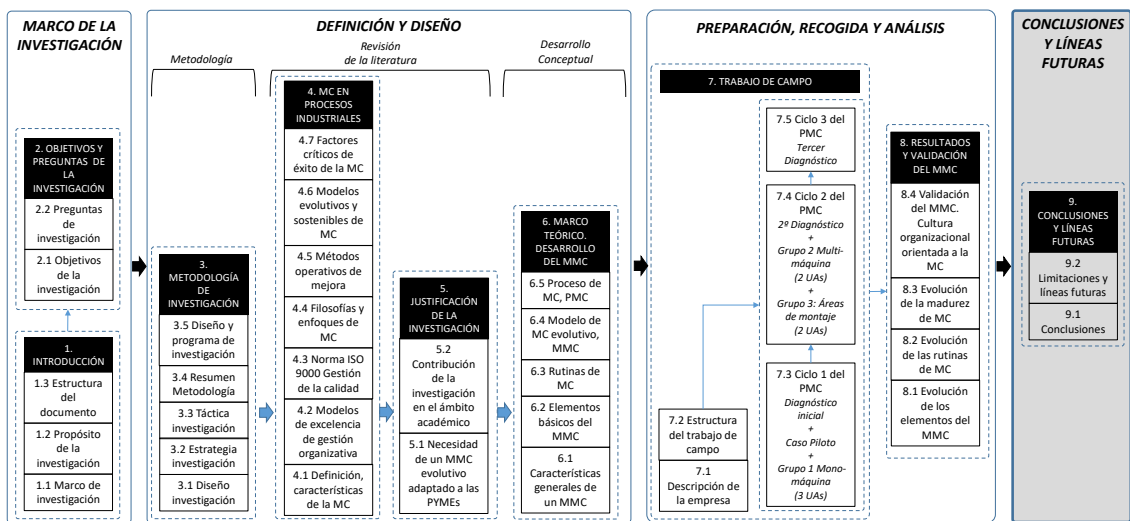 MARCO DE LA
INVESTIGACIÓN
2. OBJETIVOS Y
PREGUNTAS DE
LA
INVESTIGACIÓN
2.2 Preguntas
de
investigación
2.1 Objetivos
de la
investigación
1.
INTRODUCCIÓN
1.3 Estructura
del
documento
1.2 Propósito
de la
investigación
1.1 Marco de
investigación
DEFINICIÓN Y DISEÑO
Metodología
Revisión
de la literatura
Desarrollo
Conceptual
3.
METODOLOGÍA
DE
INVESTIGACIÓN
3.5 Diseño y
programa de
investigación
3.4 Resumen
Metodología
3.3 Táctica
investigación
3.2 Estrategia
investigación
3.1 Diseño
investigación
4. MC EN
PROCESOS
INDUSTRIALES
4.7 Factores
críticos de
éxito de la MC
4.6 Modelos
evolutivos y
sostenibles de
MC
4.5 Métodos
operativos de
mejora
4.4 Filosofías y
enfoques de
MC
4.3 Norma ISO
9000 Gestión
de la calidad
4.2 Modelos
de excelencia
de gestión
organizativa
4.1 Definición,
características
de la MC
5.
JUSTIFICACIÓN
DE LA
INVESTIGACIÓN
5.2
Contribución
de la
investigación
en el ámbito
académico
5.1 Necesidad
de un MMC
evolutivo
adaptado a las
PYMEs
6. MARCO
TEÓRICO.
DESARROLLO
DEL MMC
6.5 Proceso de
MC, PMC
6.4 Modelo de
MC evolutivo,
MMC
6.3 Rutinas de
MC
6.2 Elementos
básicos del
MMC
6.1
Características
generales de
un MMC
PREPARACIÓN, RECOGIDA Y ANÁLISIS
7. TRABAJO DE CAMPO
7.2 Estructura
del trabajo de
campo
7.1
Descripción de
la empresa
7.5 Ciclo 3 del
PMC
Tercer
Diagnóstico
7.4 Ciclo 2 del
PMC
2º Diagnóstico
+
Grupo 2 Multi-
máquina
(2 UAs)
+
Grupo 3: Áreas
de montaje
(2 UAs)
7.3 Ciclo 1 del
PMC
Diagnóstico
inicial
+
Caso Piloto
+
Grupo 1 Mono-
máquina
(3 UAs)
8. RESULTADOS
Y VALIDACIÓN
DEL MMC
8.4 Validación
del MMC.
Cultura
organizacional
orientada a la
MC
8.3 Evolución
de la madurez
de MC
8.2 Evolución
de las rutinas
de MC
8.1 Evolución
de los
elementos del
MMC
CONCLUSIONES
Y LÍNEAS
FUTURAS
9.
CONCLUSIONES
Y LÍNEAS
FUTURAS
9.2
Limitaciones y
líneas futuras
9.1
Conclusiones